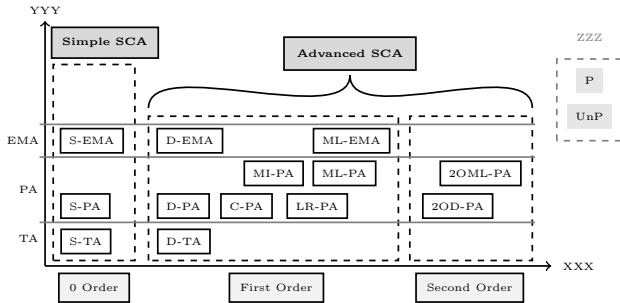 YYY
Simple SCA
Advanced SCA
ZZZ
P
UnP
EMA
S-EMA
D-EMA
ML-EMA
PA
MI-PA
ML-PA
2OML-PA
S-PA
D-PA
C-PA
LR-PA
2OD-PA
TA
S-TA
D-TA
XXX
0 Order
First Order
Second Order